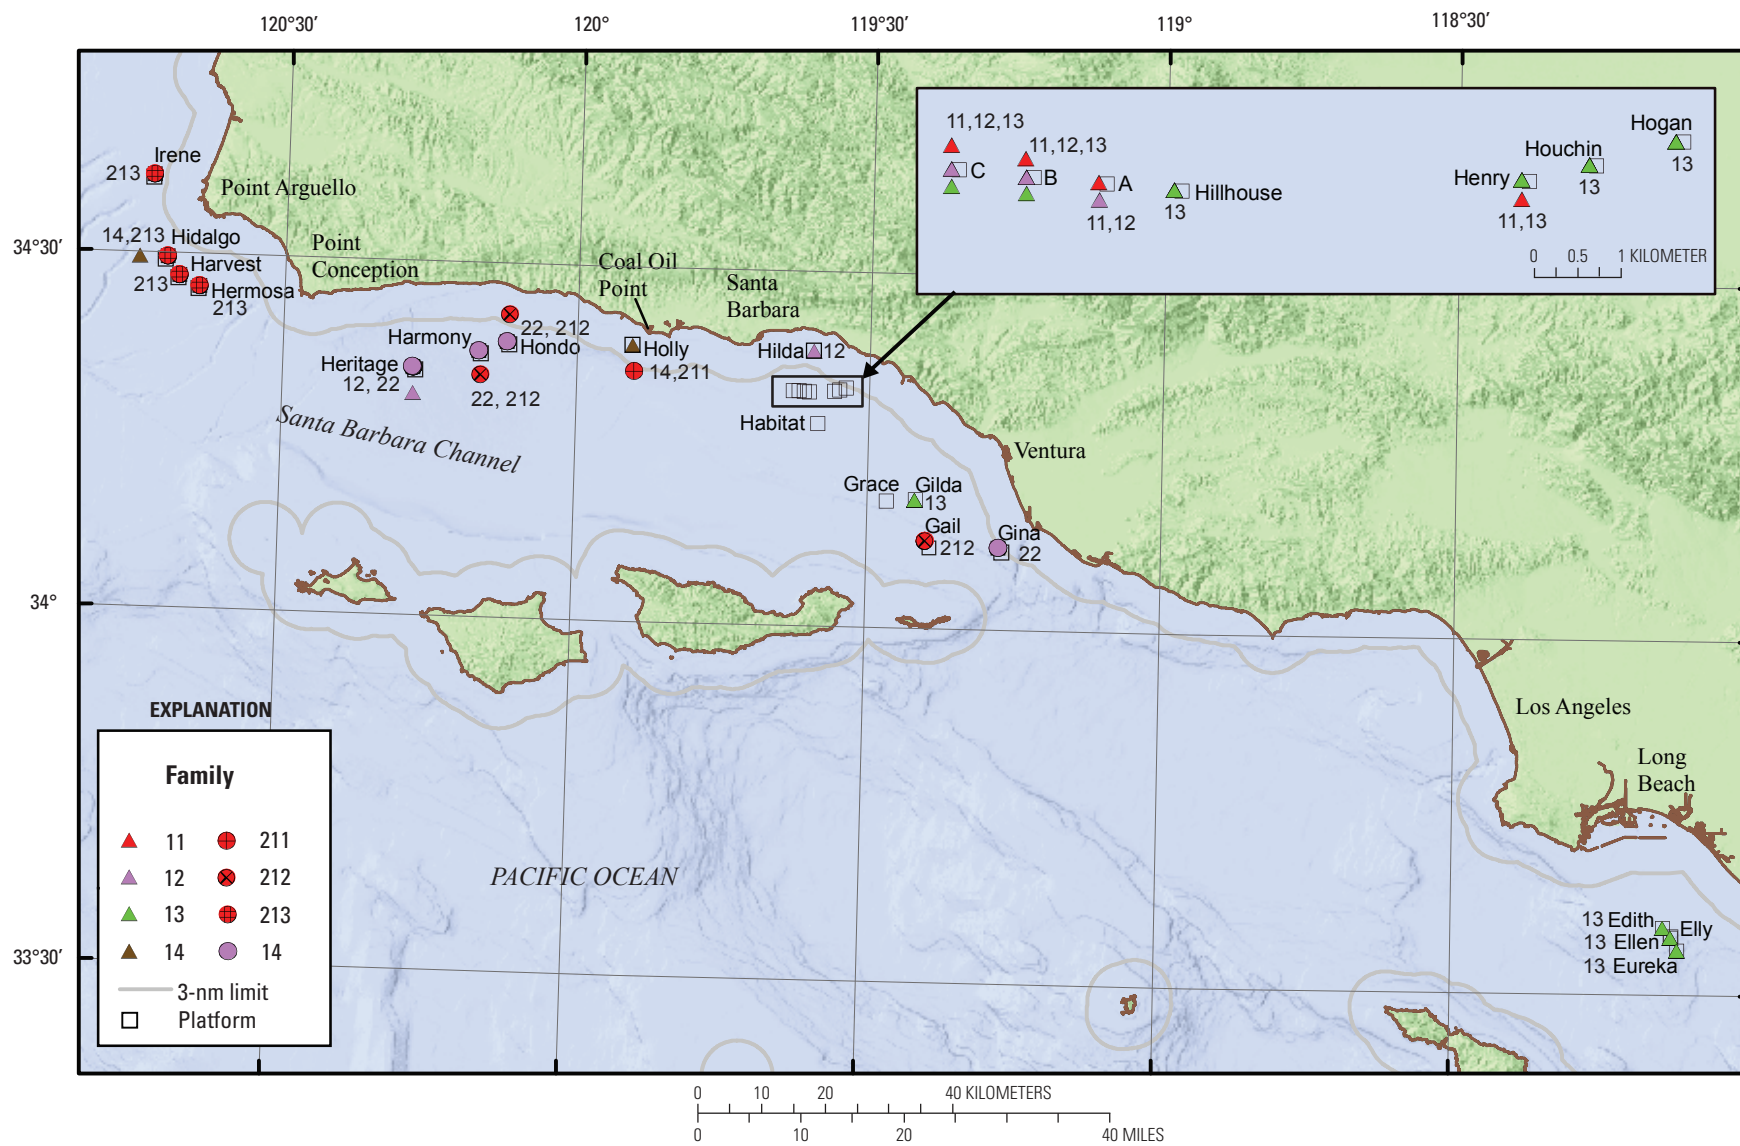 120°30′ 120° 119°30′ 119° 118°30′
11,12,13
11,12,13
C
B
A
11,12
Hillhouse
13
Henry
11,13
Houchin
13
Hogan
13
0 0.5 1 KILOMETER
Irene
213
Point Arguello
34°30′
14,213 Hidalgo
Harvest
213
Hermosa
213
Point
Conception
Coal Oil
Point
Santa
Barbara
22, 212
Harmony
Hondo
Heritage
12, 22
22, 212
Holly
14,211
Hilda 12
Habitat
Santa Barbara Channel
Ventura
Grace Gilda
13
Gail
212
Gina
22
34°
Los Angeles
Long
Beach
PACIFIC OCEAN
13 Edith
Elly
13 Ellen
13 Eureka
33°30′
EXPLANATION
Family
11 211
12 212
13 213
14 14
3-nm limit
Platform
0 10 20 40 KILOMETERS
0 10 20 40 MILES